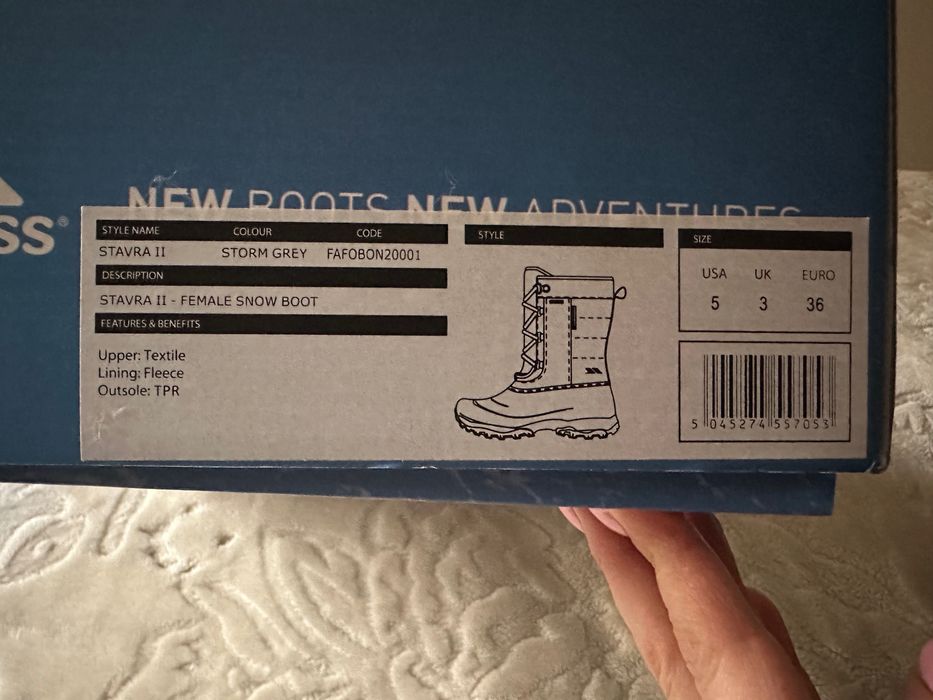 NEW BOOTS NEW ADVENTURES
SS®
STYLE NAME COLOUR CODE
STAVRA II STORM GREY FAFOBON20001
DESCRIPTION
STAVRA II - FEMALE SNOW BOOT
FEATURES & BENEFITS
Upper: Textile
Lining: Fleece
Outsole: TPR
STYLE
SIZE
USA UK EURO
5 3 36
5 045274 557053